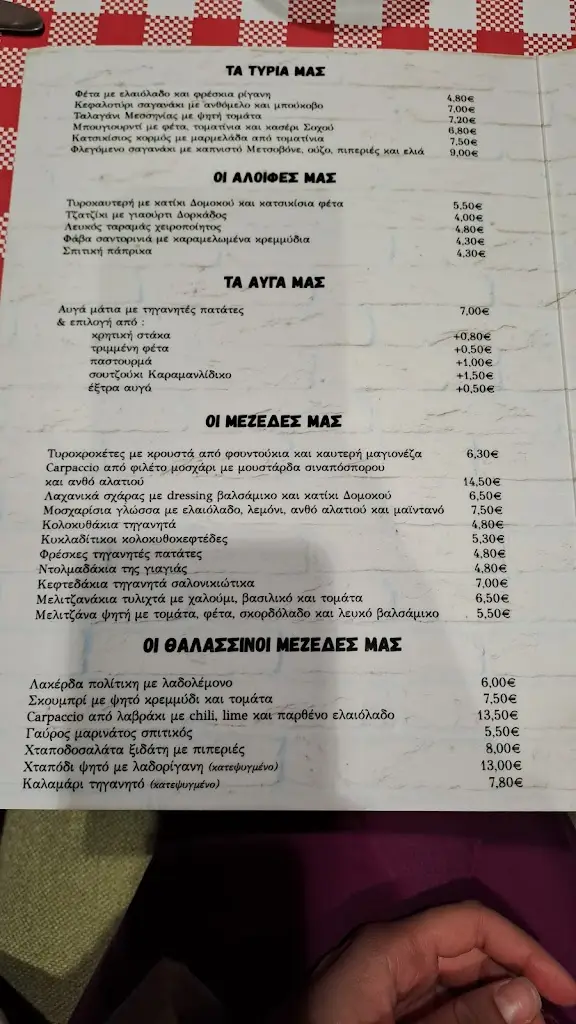 ΤΑ ΤΥΡΙΑ ΜΑΣ
Φέτα με ελαιόλαδο και φρέσκια ρίγανη 4,80€
Κεφαλοτύρι σαγανάκι με ανθόμελο και μπούκοβο 7,00€
Ταλαγάνι Μεσσηνίας με ψητή τομάτα 7,20€
Μπουγιουρντί με φέτα, τοματίνια και κασέρι Σοχού 6,80€
Κατσικίσιος κορμός με μαρμελάδα από τοματίνια 7,50€
Φλεγόμενο σαγανάκι με καπνιστό Μετσοβόνε, ούζο, πιπεριές και ελιά 9,00€
ΟΙ ΑΛΟΙΦΕΣ ΜΑΣ
Τυροκαυτερή με κατίκι Δομοκού και κατσικίσια φέτα 5,50€
Τζατζίκι με γιαούρτι Δορκάδος 4,00€
Λευκός ταραμάς χειροποίητος 4,80€
Φάβα σαντορινιά με καραμελωμένα κρεμμύδια 4,30€
Σπιτική πάπρικα 4,30€
ΤΑ ΑΥΓΑ ΜΑΣ
Αυγά μάτια με τηγανητές πατάτες 7,00€
& επιλογή από :
κρητική στάκα +0,80€
τριμμένη φέτα +0,50€
παστουρμά +1,00€
σουτζούκι Καραμανλίδικο +1,50€
έξτρα αυγό +0,50€
ΟΙ ΜΕΖΕΔΕΣ ΜΑΣ
Τυροκροκέτες με κρουστά από φουντούκια και καυτερή μαγιονέζα 6,30€
Carpaccio από φιλέτο μοσχάρι με μουστάρδα σιναπόσπορου
και ανθό αλατιού 14,50€
Λαχανικά σχάρας με dressing βαλσάμικο και κατίκι Δομοκού 6,50€
Μοσχαρίσια γλώσσα με ελαιόλαδο, λεμόνι, ανθό αλατιού και μαϊντανό 7,50€
Κολοκυθάκια τηγανητά 4,80€
Κυκλαδίτικοι κολοκυθοκεφτέδες 5,30€
Φρέσκες τηγανητές πατάτες 4,80€
Ντολμαδάκια της γιαγιάς 4,80€
Κεφτεδάκια τηγανητά σαλονικιώτικα 7,00€
Μελιτζανάκια τυλιχτά με χαλούμι, βασιλικό και τομάτα 6,50€
Μελιτζάνα ψητή με τομάτα, φέτα, σκορδόλαδο και λευκό βαλσάμικο 5,50€
ΟΙ ΘΑΛΑΣΣΙΝΟΙ ΜΕΖΕΔΕΣ ΜΑΣ
Λακέρδα πολίτικη με λαδολέμονο 6,00€
Σκουμπρί με ψητό κρεμμύδι και τομάτα 7,50€
Carpaccio από λαβράκι με chili, lime και παρθένο ελαιόλαδο 13,50€
Γαύρος μαρινάτος σπιτικός 5,50€
Χταποδοσαλάτα ξιδάτη με πιπεριές 8,00€
Χταπόδι ψητό με λαδορίγανη (κατεψυγμένο) 13,00€
Καλαμάρι τηγανητό (κατεψυγμένο) 7,80€